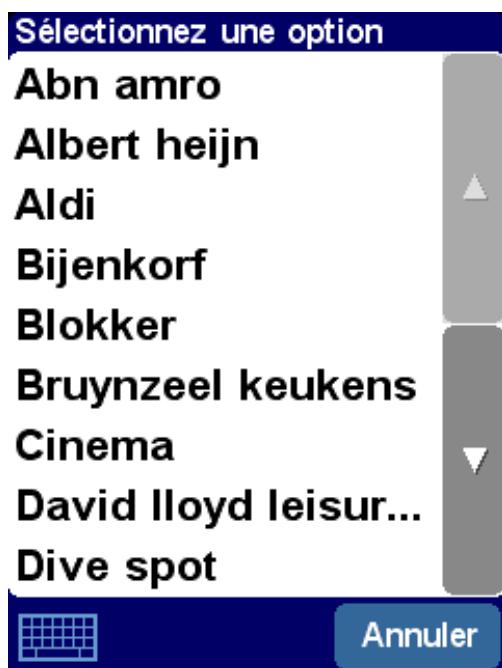 Sélectionnez une option
Abn amro
Albert heijn
Aldi
Bijenkorf
Blokker
Bruynzeel keukens
Cinema
David lloyd leisur...
Dive spot
Annuler